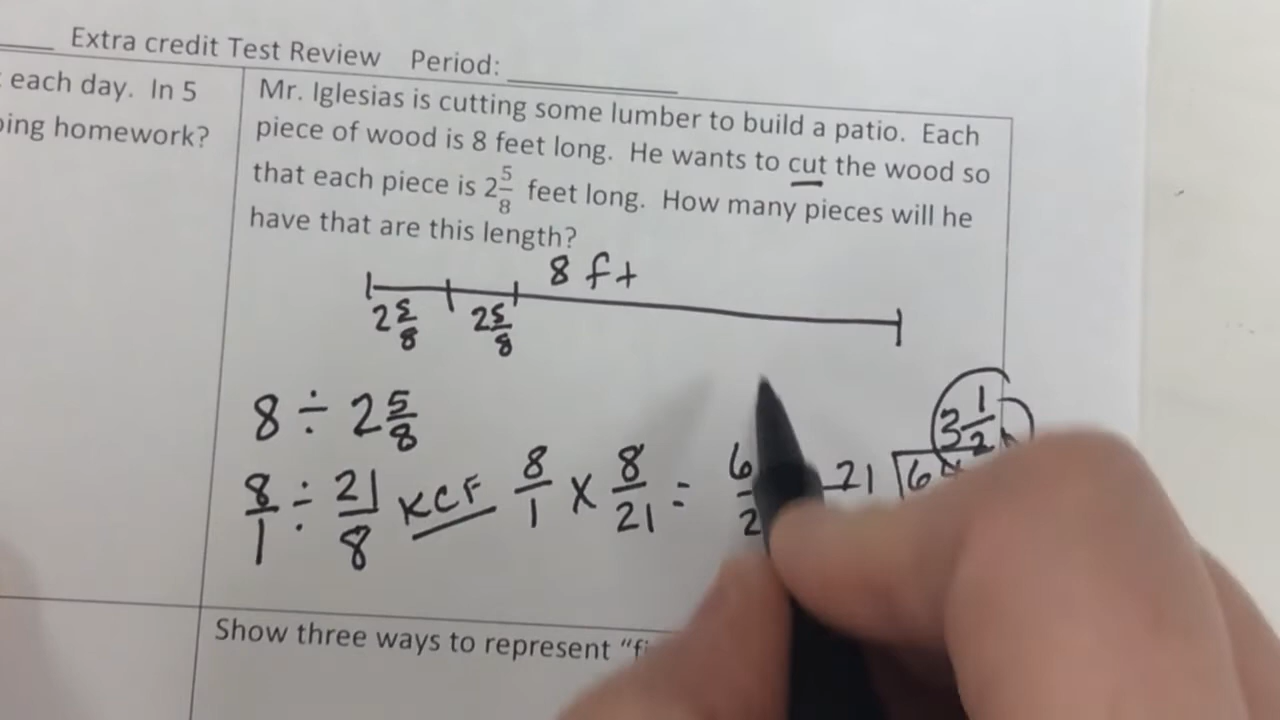 Extra credit Test Review Period:
each day. In 5
ing homework?
Mr. Iglesias is cutting some lumber to build a patio. Each
piece of wood is 8 feet long. He wants to cut the wood so
that each piece is 2 5/8 feet long. How many pieces will he
have that are this length?
8 ft
2 5/8 2 5/8
8 ÷ 2 5/8
3 1/2
8/1 ÷ 21/8 KCF 8/1 x 8/21 = 21
Show three ways to represent